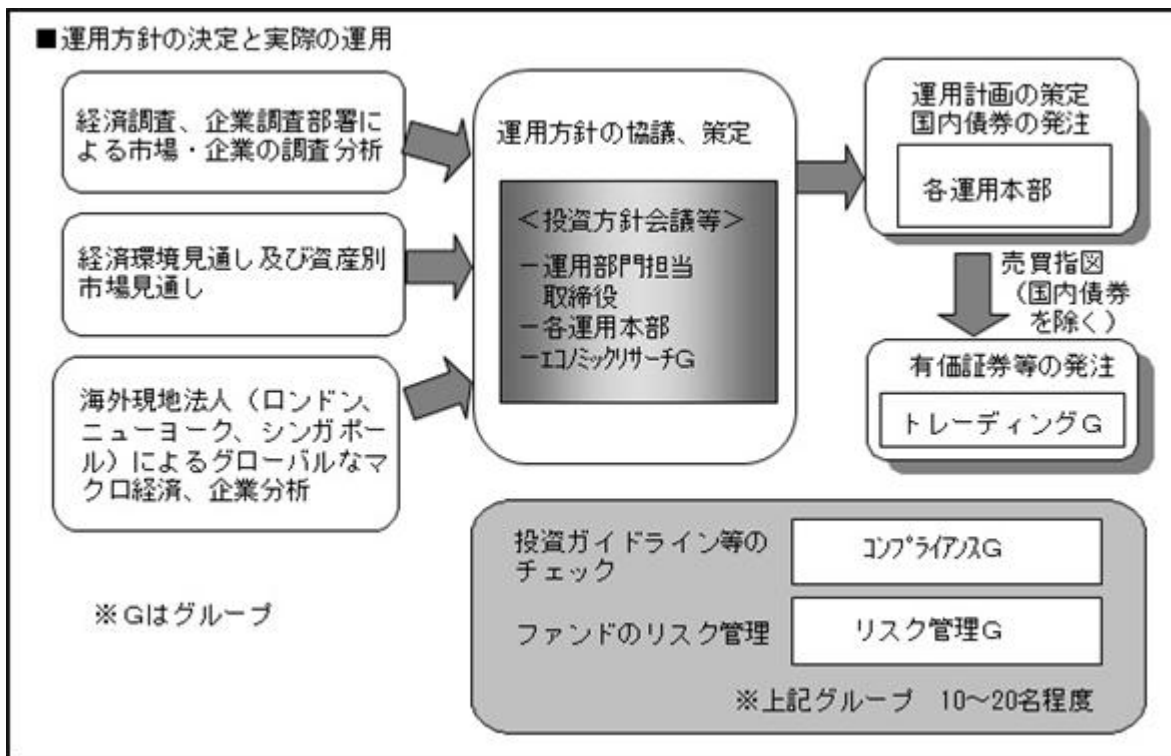 ■運用方針の決定と実際の運用
経済調査、企業調査部署に
よる市場・企業の調査分析
経済環境見通し及び資産別
市場見通し
海外現地法人（ロンドン、
ニューヨーク、シンガポー
ル）によるグローバルなマ
クロ経済、企業分析
※Gはグループ
運用方針の協議、策定
＜投資方針会議等＞
－運用部門担当
取締役
－各運用本部
－ｴｺﾉﾐｯｸﾘｻｰﾁG
運用計画の策定
国内債券の発注
各運用本部
売買指図
（国内債券
を除く）
有価証券等の発注
トレーディングG
投資ガイドライン等の
チェック
ｺﾝﾌﾟﾗｲｱﾝｽG
ファンドのリスク管理
リスク管理G
※上記グループ　10～20名程度